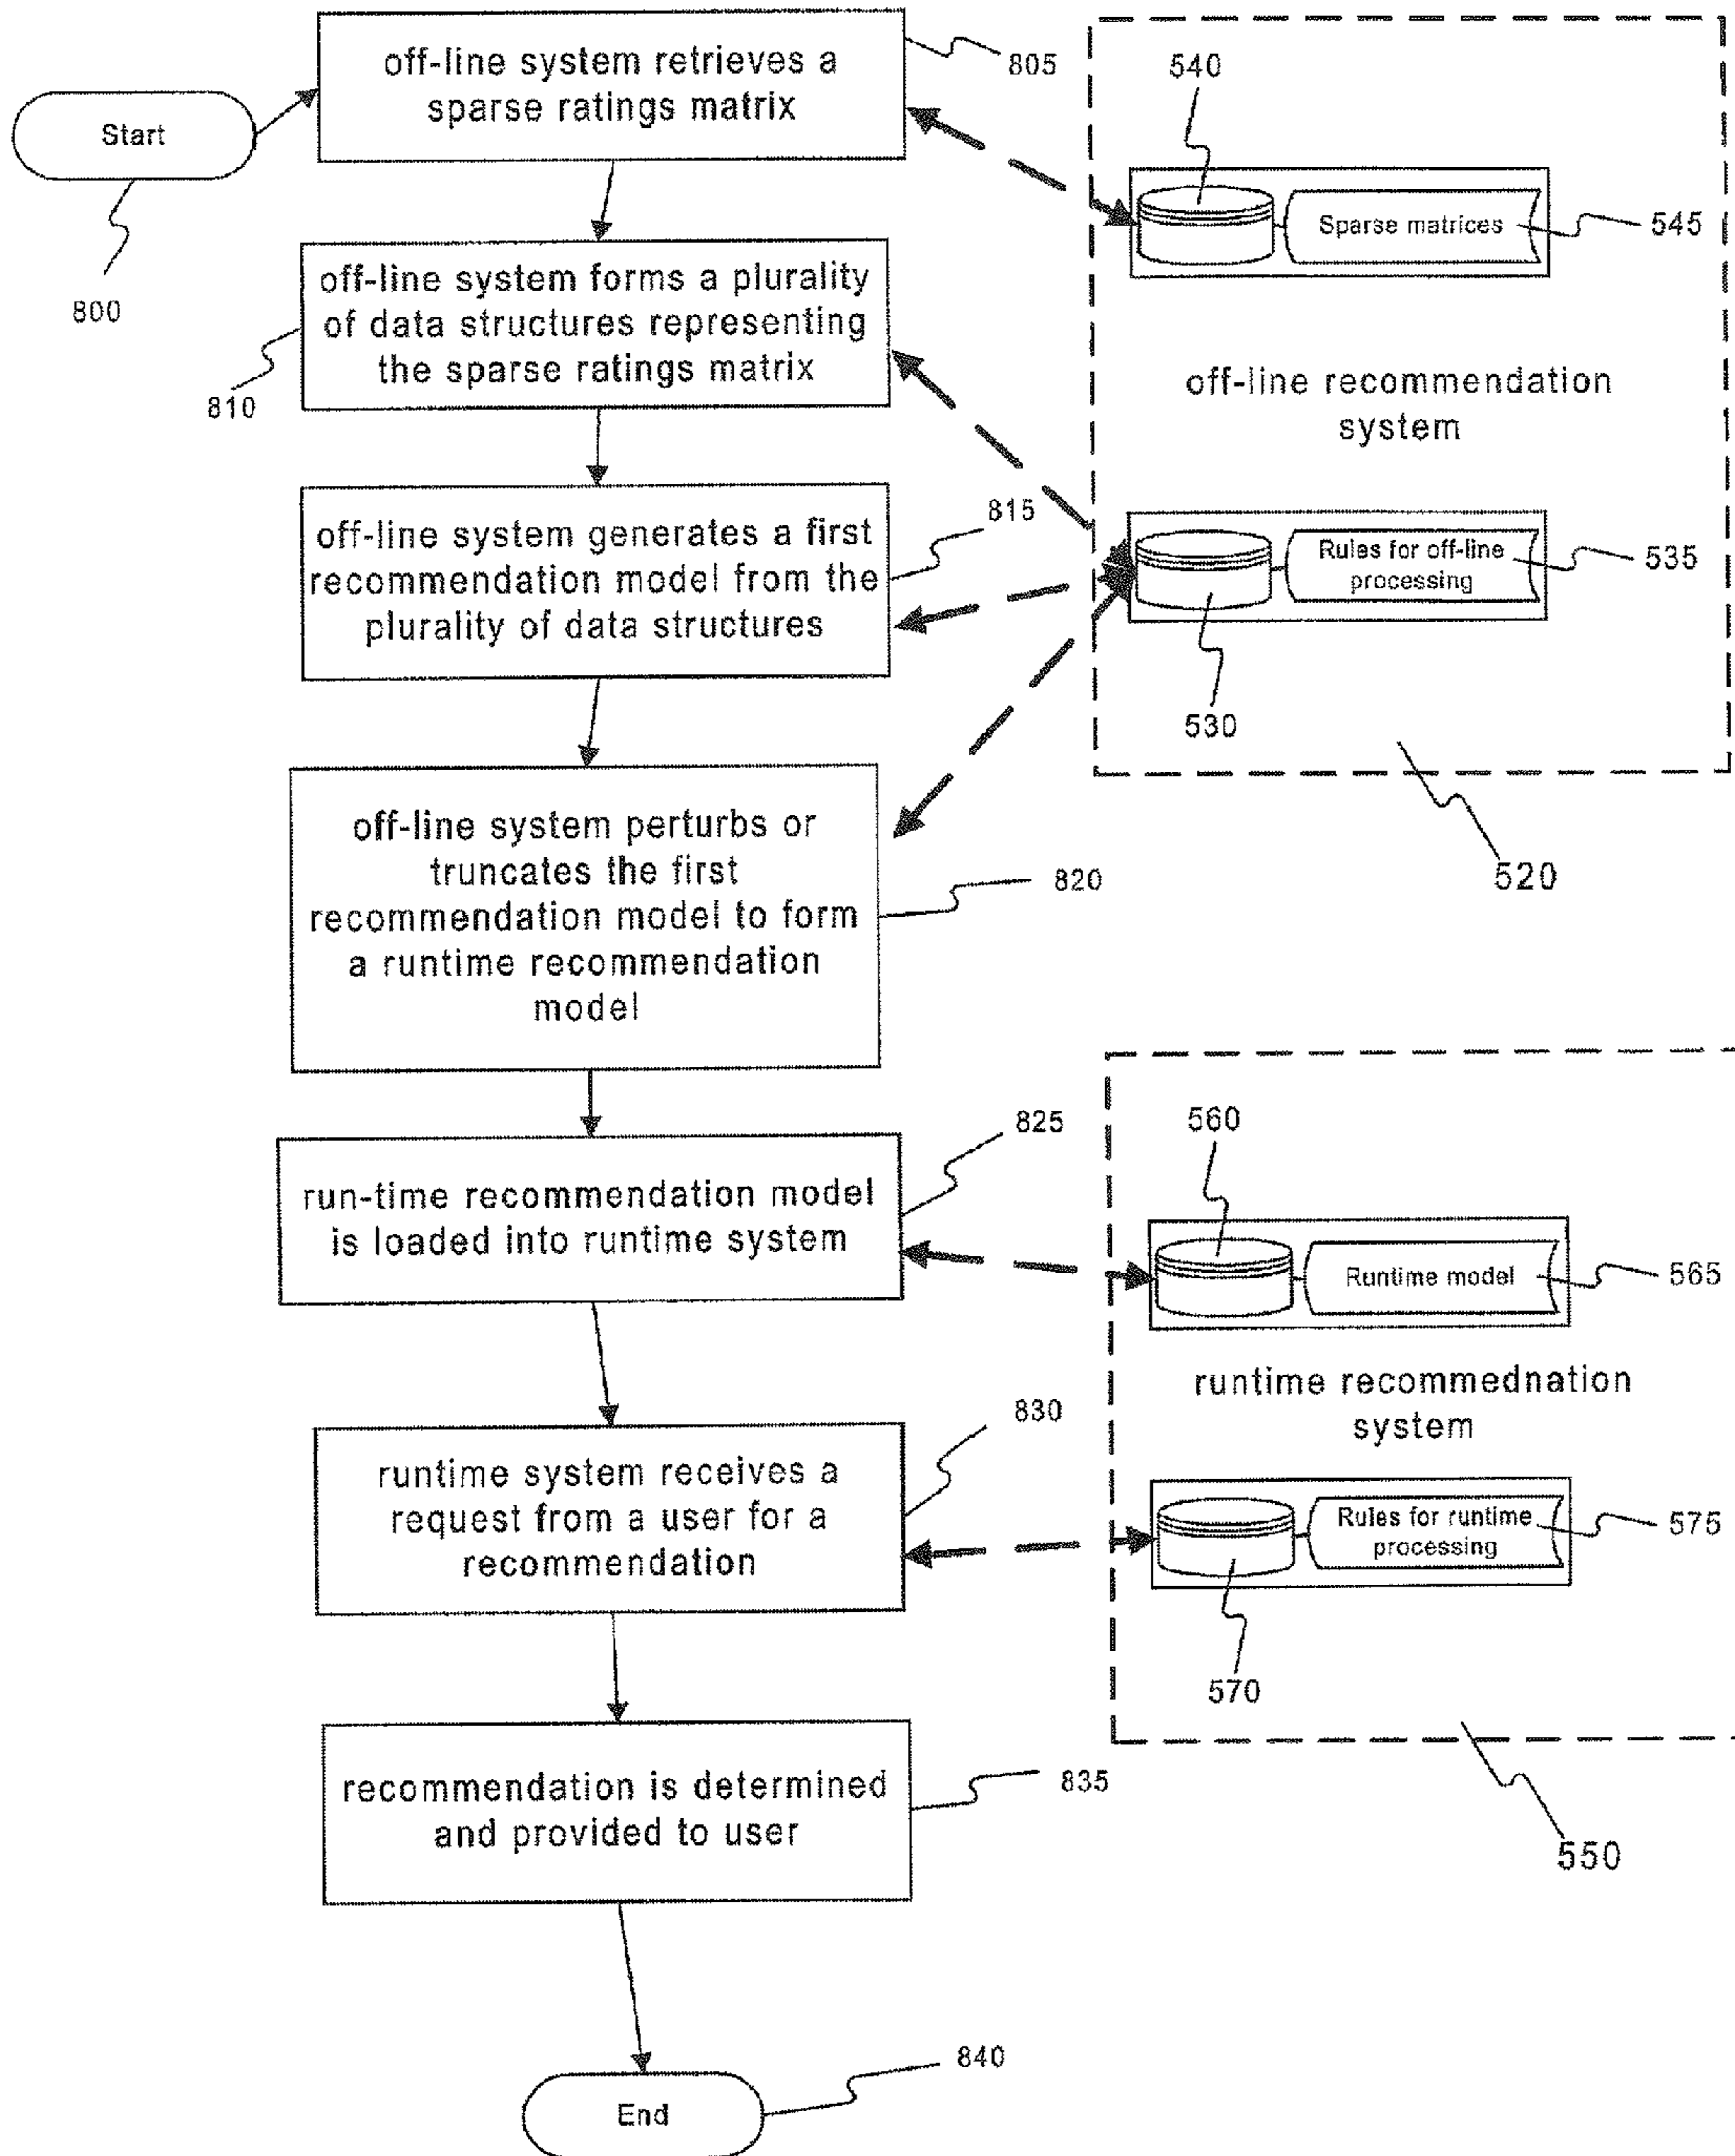 Start
800
off-line system retrieves a
sparse ratings matrix
805
off-line system forms a plurality
of data structures representing
the sparse ratings matrix
810
off-line system generates a first
recommendation model from the
plurality of data structures
815
off-line system perturbs or
truncates the first
recommendation model to form
a runtime recommendation
model
820
run-time recommendation model
is loaded into runtime system
825
runtime system receives a
request from a user for a
recommendation
830
recommendation is determined
and provided to user
835
End
840
540
Sparse matrices
545
off-line recommendation
system
Rules for off-line
processing
535
530
520
560
Runtime model
565
runtime recommednation
system
Rules for runtime
processing
575
570
550